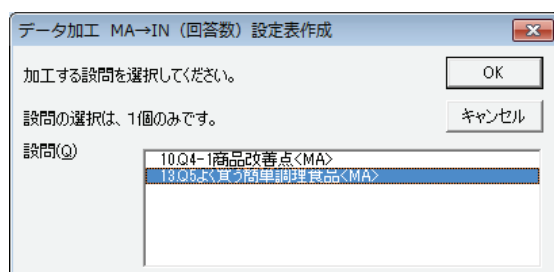 データ加工 MA→IN（回答数）設定表作成
加工する設問を選択してください。
OK
設問の選択は、1個のみです。
キャンセル
設問(Q)
10.Q4-1商品改善点<MA>
13.Q5よく買う簡単調理食品<MA>